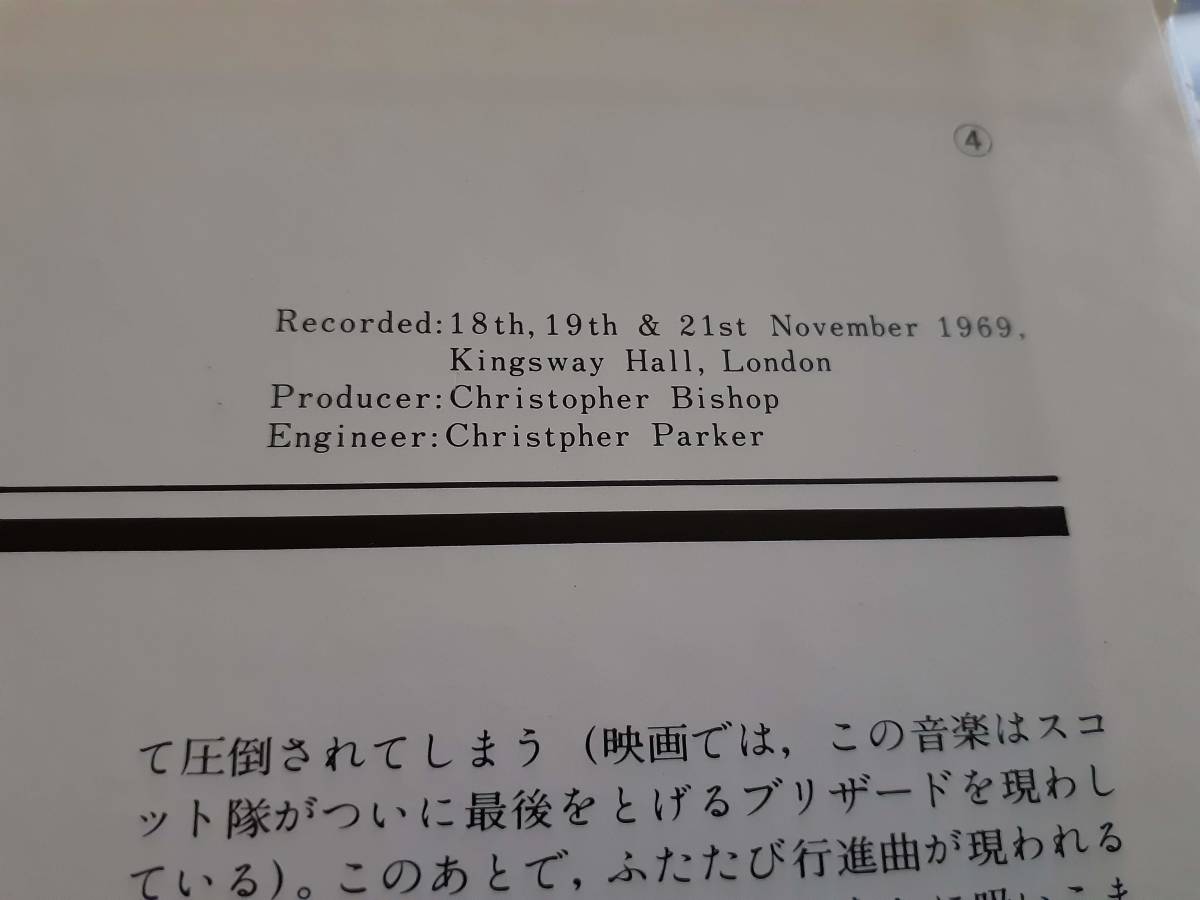 ④
Recorded:18th, 19th & 21st November 1969,
Kingsway Hall, London
Producer:Christopher Bishop
Engineer:Christpher Parker
て圧倒されてしまう（映画では，この音楽はスコ
ット隊がついに最後をとげるブリザードを現わし
ている）。このあとで，ふたたび行進曲が現われる